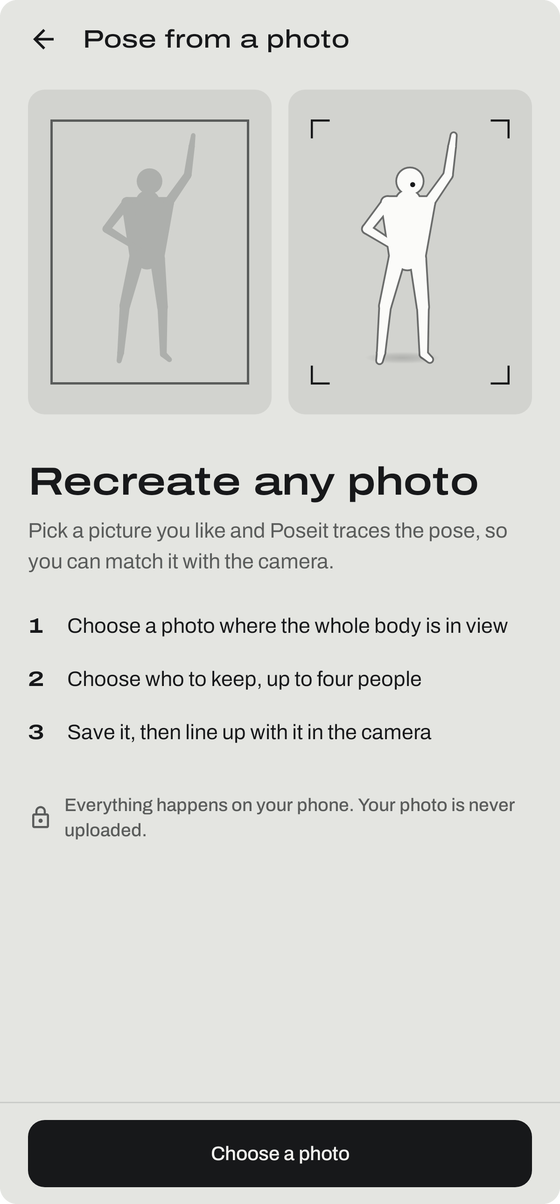 Pose from a photo
Recreate any photo
Pick a picture you like and Poseit traces the pose, so
you can match it with the camera.
1 Choose a photo where the whole body is in view
2 Choose who to keep, up to four people
3 Save it, then line up with it in the camera
Everything happens on your phone. Your photo is never
uploaded.
Choose a photo